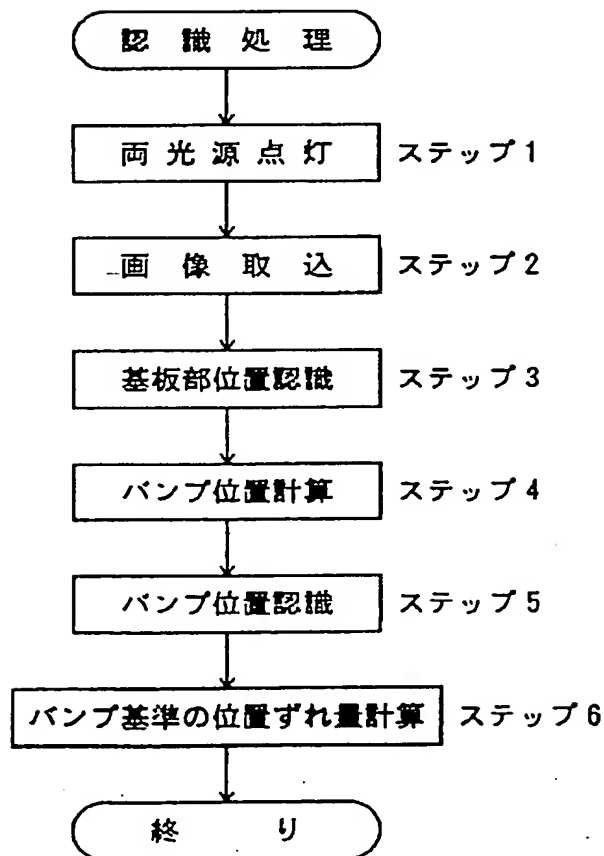 認識処理
両光源点灯 ステップ1
画像取込 ステップ2
基板部位置認識 ステップ3
バンプ位置計算 ステップ4
バンプ位置認識 ステップ5
バンプ基準の位置ずれ量計算 ステップ6
終り